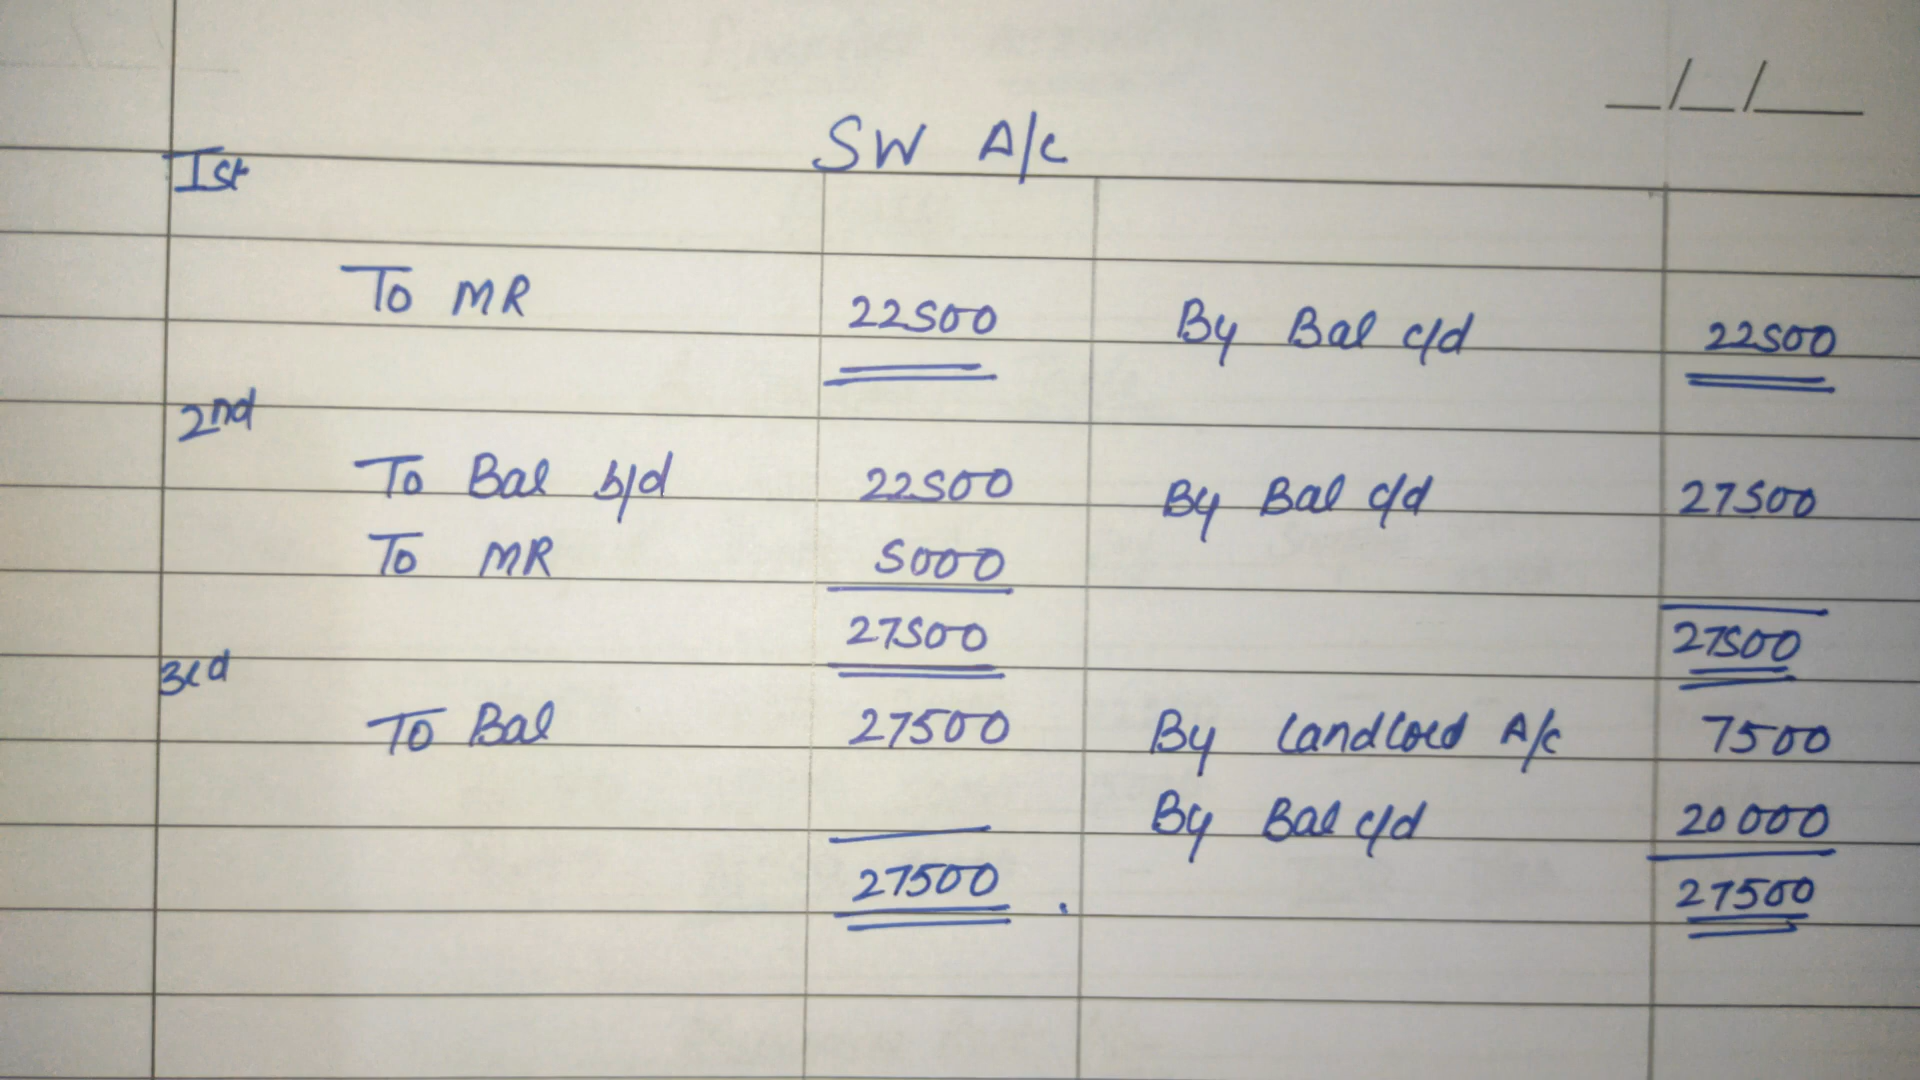 _/_/_
SW A/c
Ist
To MR 22500 By Bal c/d 22500
2nd
To Bal b/d 22500 By Bal c/d 27500
To MR 5000
27500 27500
3rd
To Bal 27500 By Landlord A/c 7500
By Bal c/d 20000
27500 27500